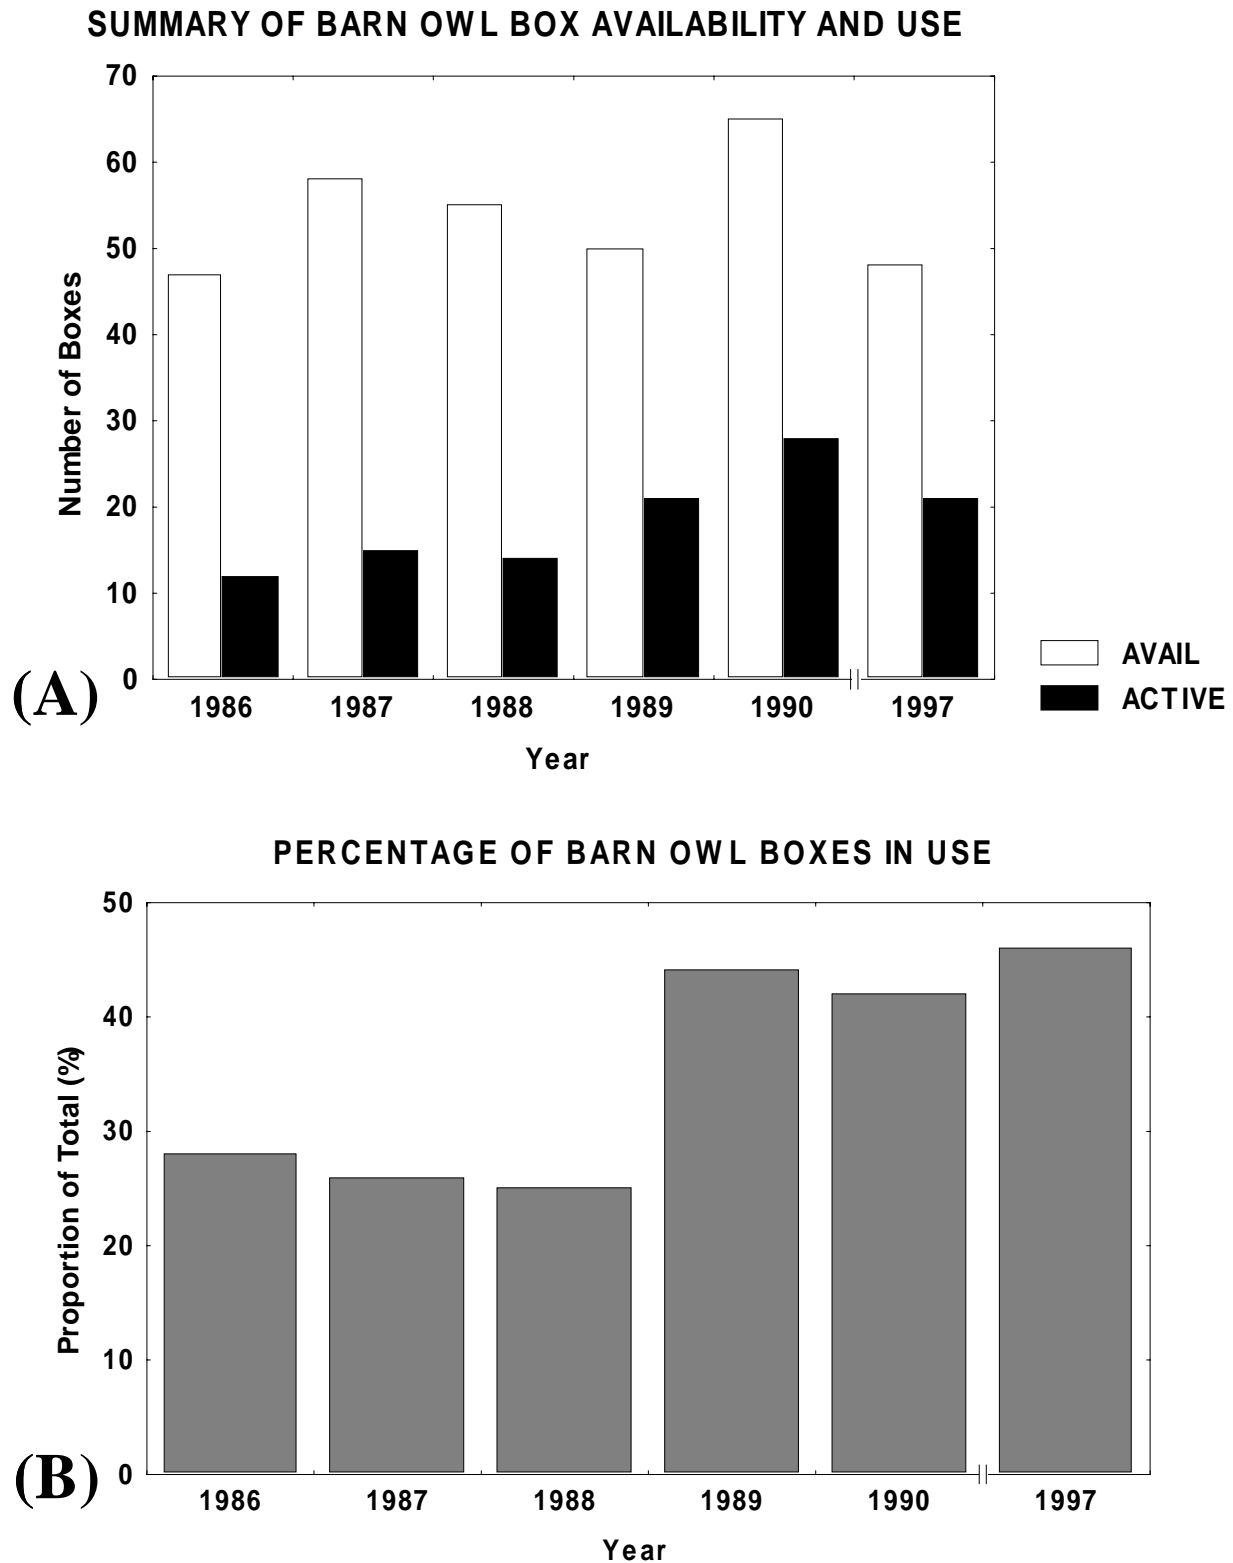 SUMMARY OF BARN OWL BOX AVAILABILITY AND USE
70
60
50
40
30
20
10
0
Number of Boxes
(A)
1986 1987 1988 1989 1990 1997
Year
AVAIL
ACTIVE
PERCENTAGE OF BARN OWL BOXES IN USE
50
40
30
20
10
0
Proportion of Total (%)
(B)
1986 1987 1988 1989 1990 1997
Year